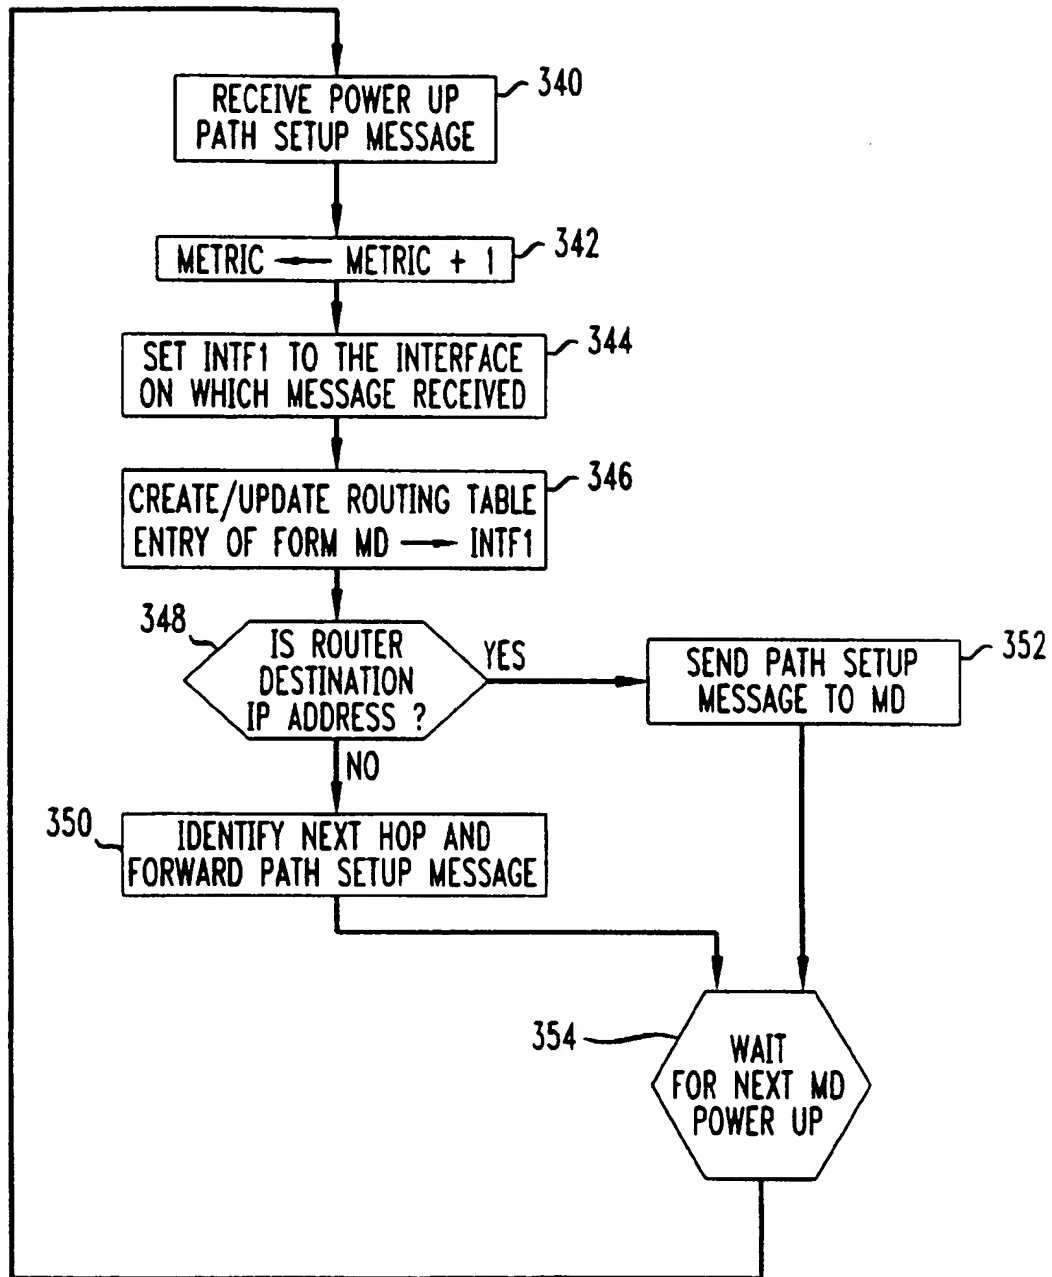 RECEIVE POWER UP
PATH SETUP MESSAGE
340
METRIC ← METRIC + 1
342
SET INTF1 TO THE INTERFACE
ON WHICH MESSAGE RECEIVED
344
CREATE/UPDATE ROUTING TABLE
ENTRY OF FORM MD → INTF1
346
348
IS ROUTER
DESTINATION
IP ADDRESS ?
YES
SEND PATH SETUP
MESSAGE TO MD
352
NO
350
IDENTIFY NEXT HOP AND
FORWARD PATH SETUP MESSAGE
354
WAIT
FOR NEXT MD
POWER UP